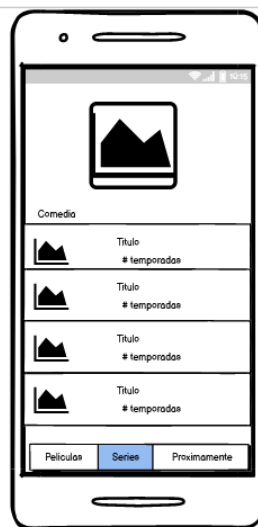 10:15
Comedia
Titulo
# temporadas
Titulo
# temporadas
Titulo
# temporadas
Titulo
# temporadas
Peliculas Series Proximamente